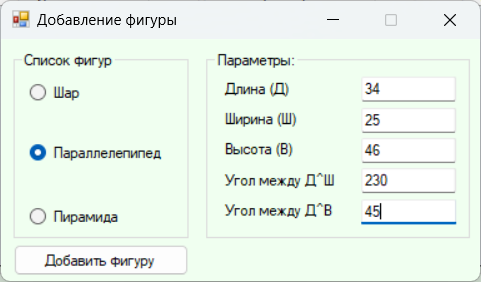 Добавление фигуры
Список фигур
Шар
Параллелепипед
Пирамида
Параметры:
Длина (Д) 34
Ширина (Ш) 25
Высота (В) 46
Угол между Д^Ш 230
Угол между Д^В 45
Добавить фигуру